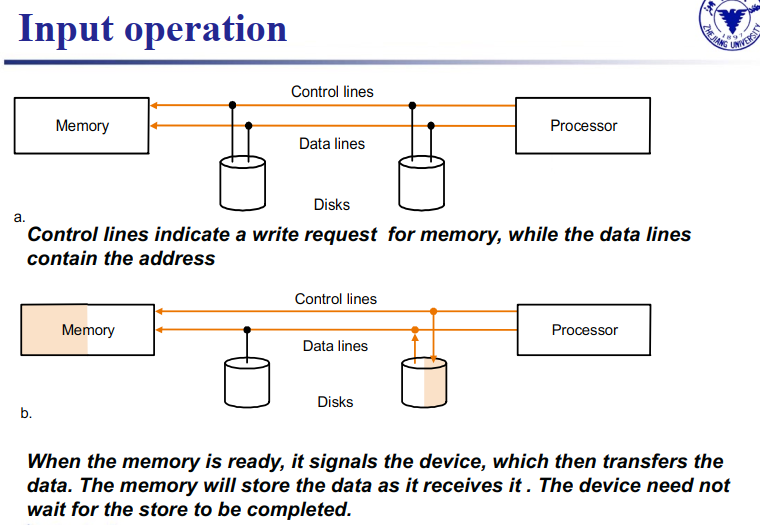 Input operation
ZHEJIANG UNIVERSITY
1897
Control lines
Memory
Processor
Data lines
Disks
a.
Control lines indicate a write request for memory, while the data lines
contain the address
Control lines
Memory
Processor
Data lines
Disks
b.
When the memory is ready, it signals the device, which then transfers the
data. The memory will store the data as it receives it . The device need not
wait for the store to be completed.